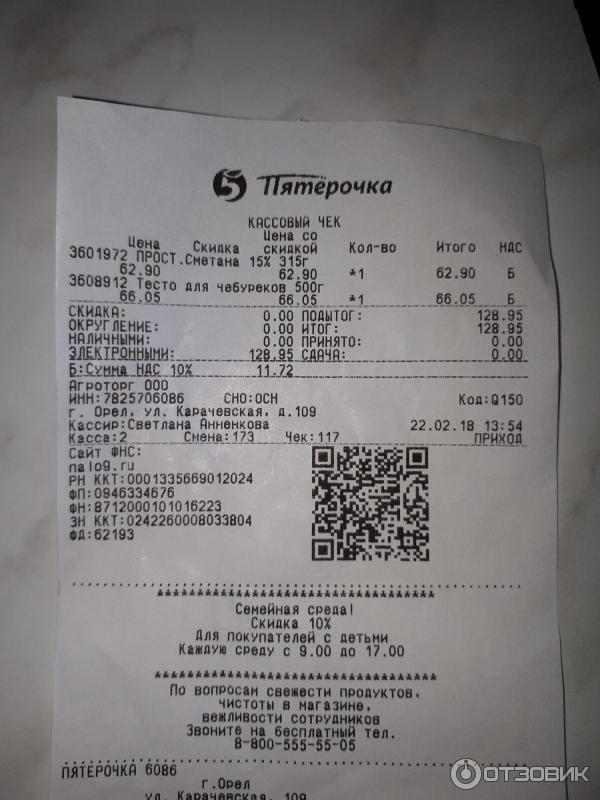 5 Пятёрочка
КАССОВЫЙ ЧЕК
Цена Скидка Цена со скидкой Кол-во Итого НДС
3601972 ПРОСТ.Сметана 15% 315г
62.90 62.90 *1 62.90 Б
3608912 Тесто для чебуреков 500г
66.05 66.05 *1 66.05 Б
СКИДКА: 0.00 ПОДЫТОГ: 128.95
ОКРУГЛЕНИЕ: 0.00 ИТОГ: 128.95
НАЛИЧНЫМИ: 0.00 ПРИНЯТО: 0.00
ЭЛЕКТРОННЫМИ: 128.95 СДАЧА: 0.00
Б:Сумма НДС 10% 11.72
Агроторг ООО
ИНН:7825706086 СНО:ОСН Код:Q150
г. Орел, ул. Карачевская, д.109
Кассир:Светлана Анненкова 22.02.18 13:54
Касса:2 Смена:173 Чек:117 ПРИХОД
Сайт ФНС:
nalog.ru
РН ККТ:0001335669012024
ФП:0946334676
ФН:8712000101016223
ЗН ККТ:0242260008033804
ФД:62193
***********************************
Семейная среда!
Скидка 10%
Для покупателей с детьми
Каждую среду с 9.00 до 17.00
***********************************
По вопросам свежести продуктов,
чистоты в магазине,
вежливости сотрудников
Звоните на бесплатный тел.
8-800-555-55-05
ПЯТЕРОЧКА 6086
г.Орел
ул. Карачевская, 109
ОТЗОВИК